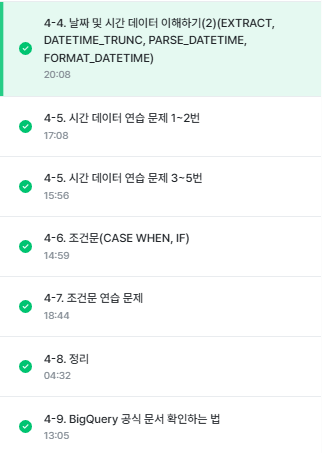 4-4. 날짜 및 시간 데이터 이해하기(2)(EXTRACT,
DATETIME_TRUNC, PARSE_DATETIME,
FORMAT_DATETIME)
20:08
4-5. 시간 데이터 연습 문제 1~2번
17:08
4-5. 시간 데이터 연습 문제 3~5번
15:56
4-6. 조건문(CASE WHEN, IF)
14:59
4-7. 조건문 연습 문제
18:44
4-8. 정리
04:32
4-9. BigQuery 공식 문서 확인하는 법
13:05